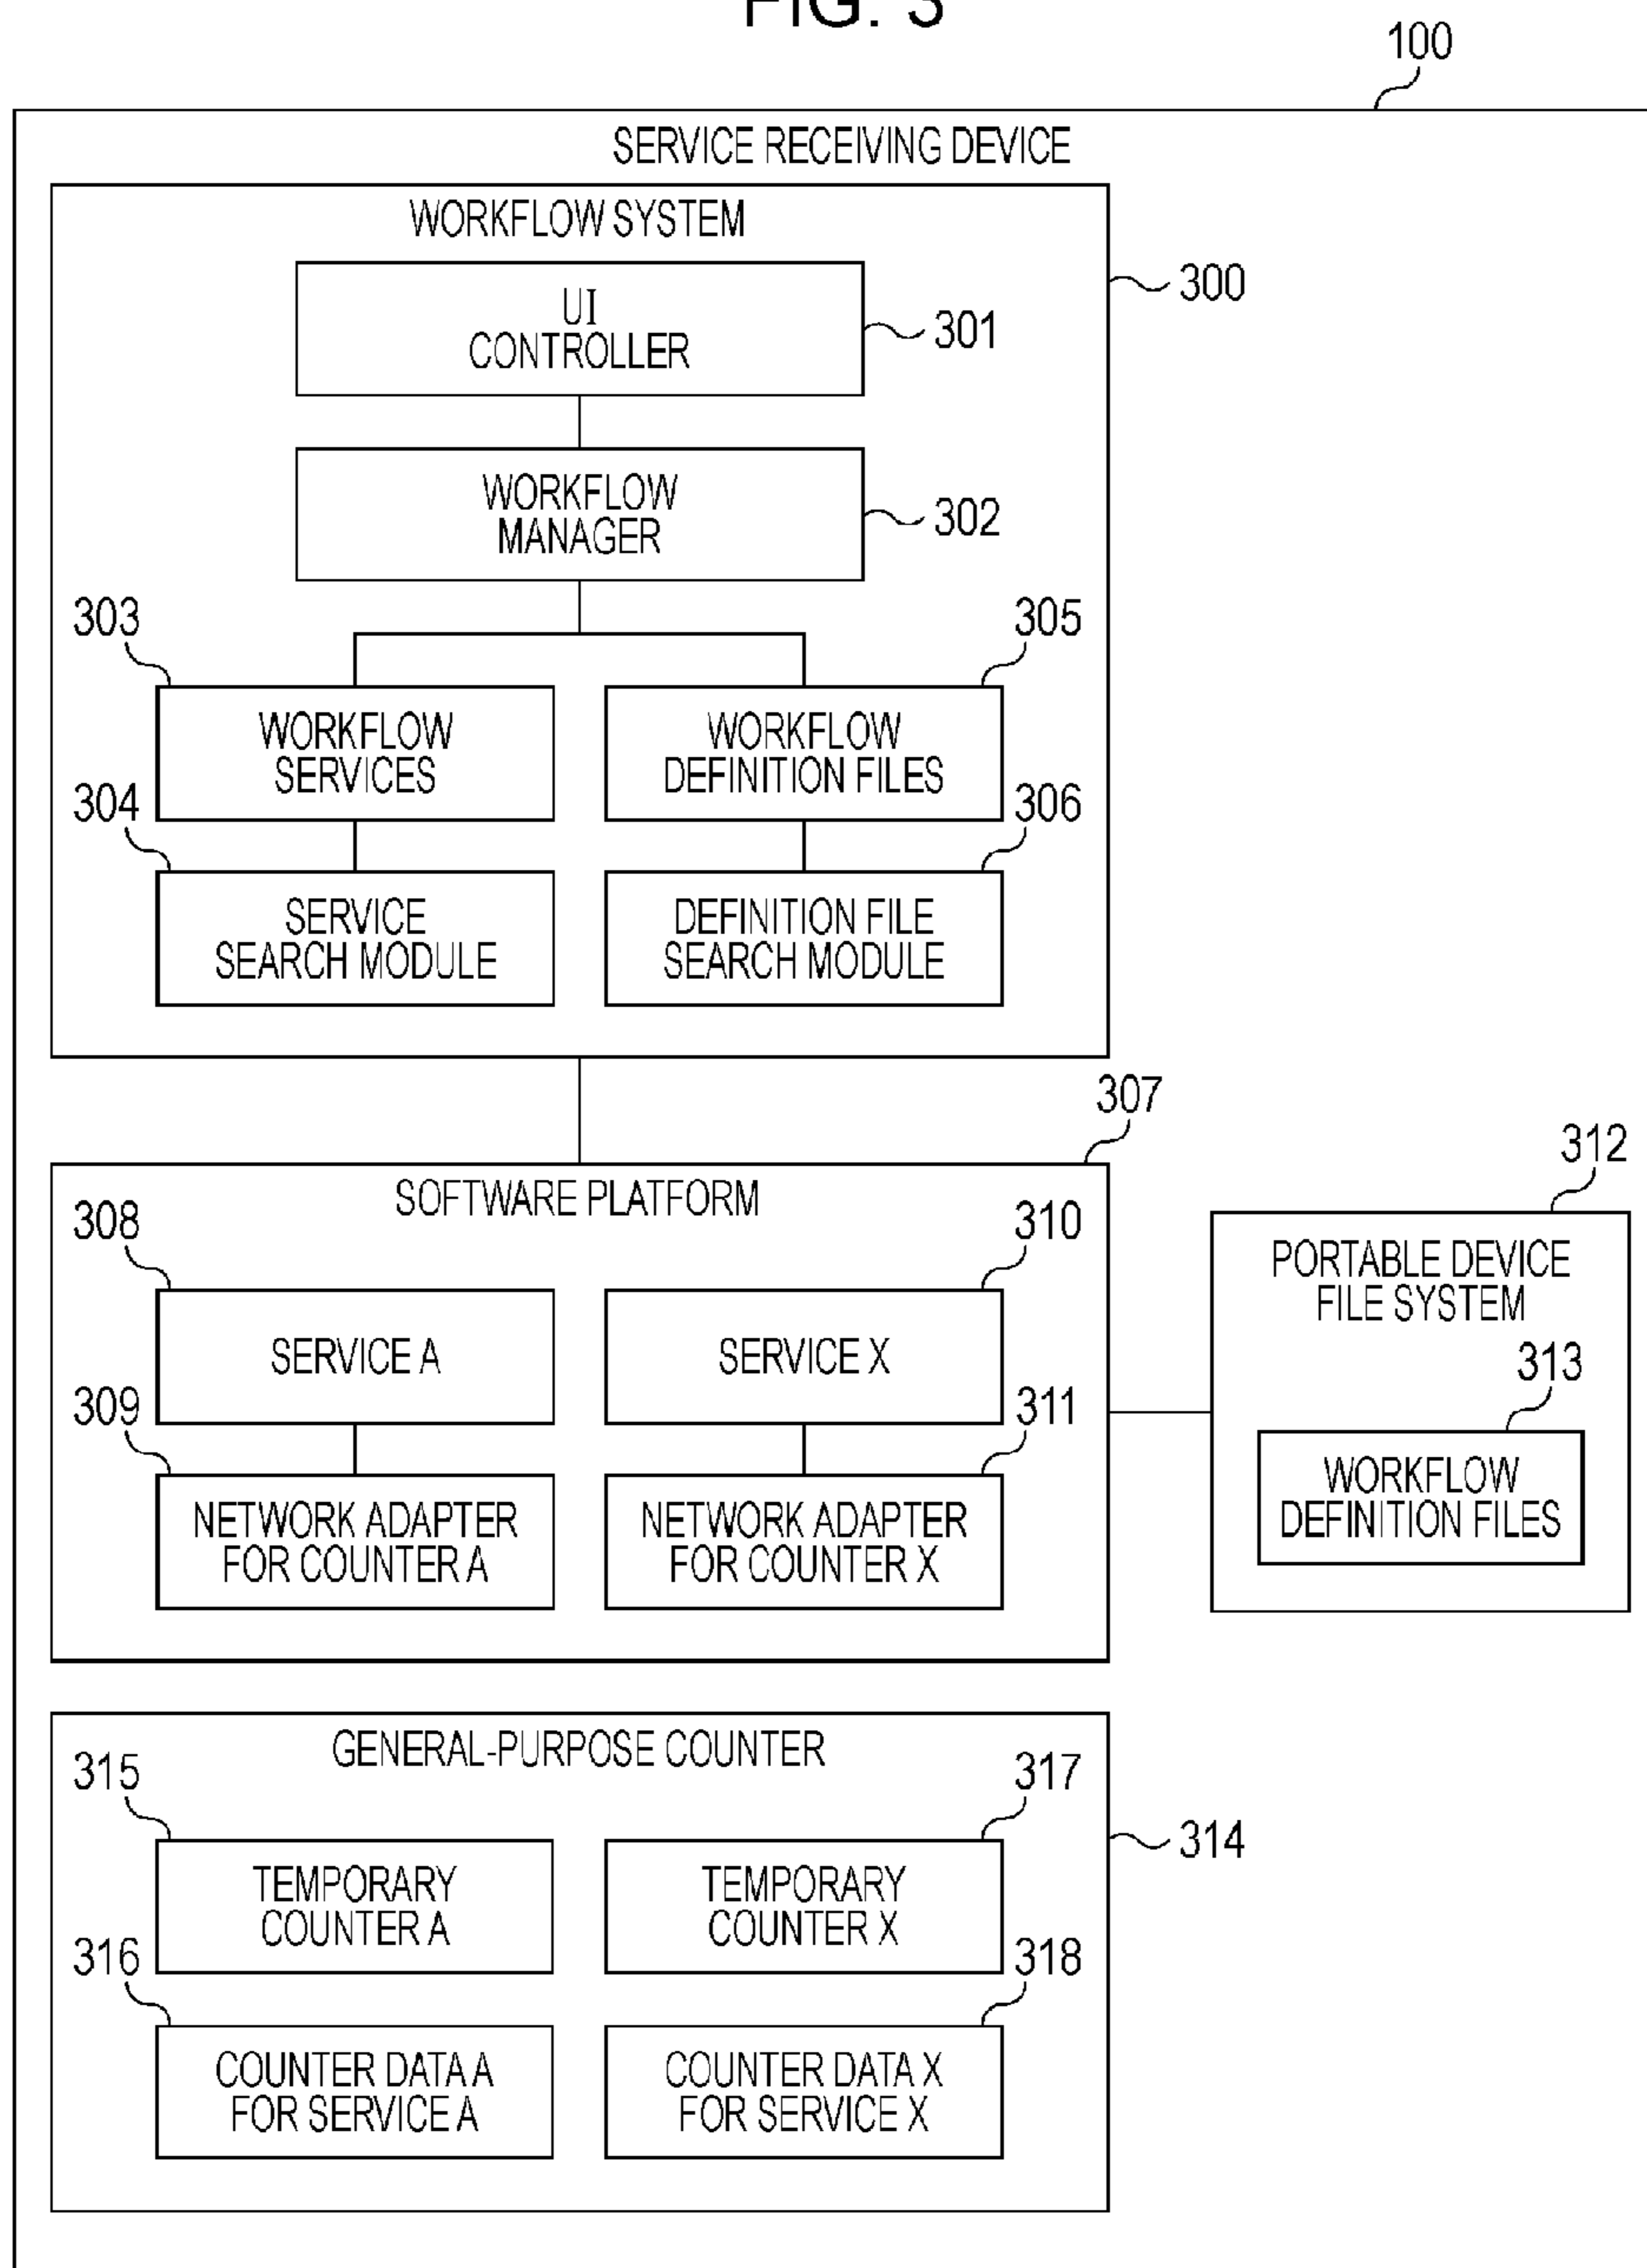 FIG. 3
100
SERVICE RECEIVING DEVICE
WORKFLOW SYSTEM
300
UI
CONTROLLER
301
WORKFLOW
MANAGER
302
303
305
WORKFLOW
SERVICES
WORKFLOW
DEFINITION FILES
304
306
SERVICE
SEARCH MODULE
DEFINITION FILE
SEARCH MODULE
307
SOFTWARE PLATFORM
312
308
310
PORTABLE DEVICE
FILE SYSTEM
SERVICE A
SERVICE X
313
309
311
WORKFLOW
DEFINITION FILES
NETWORK ADAPTER
FOR COUNTER A
NETWORK ADAPTER
FOR COUNTER X
GENERAL-PURPOSE COUNTER
315
317
314
TEMPORARY
COUNTER A
TEMPORARY
COUNTER X
316
318
COUNTER DATA A
FOR SERVICE A
COUNTER DATA X
FOR SERVICE X